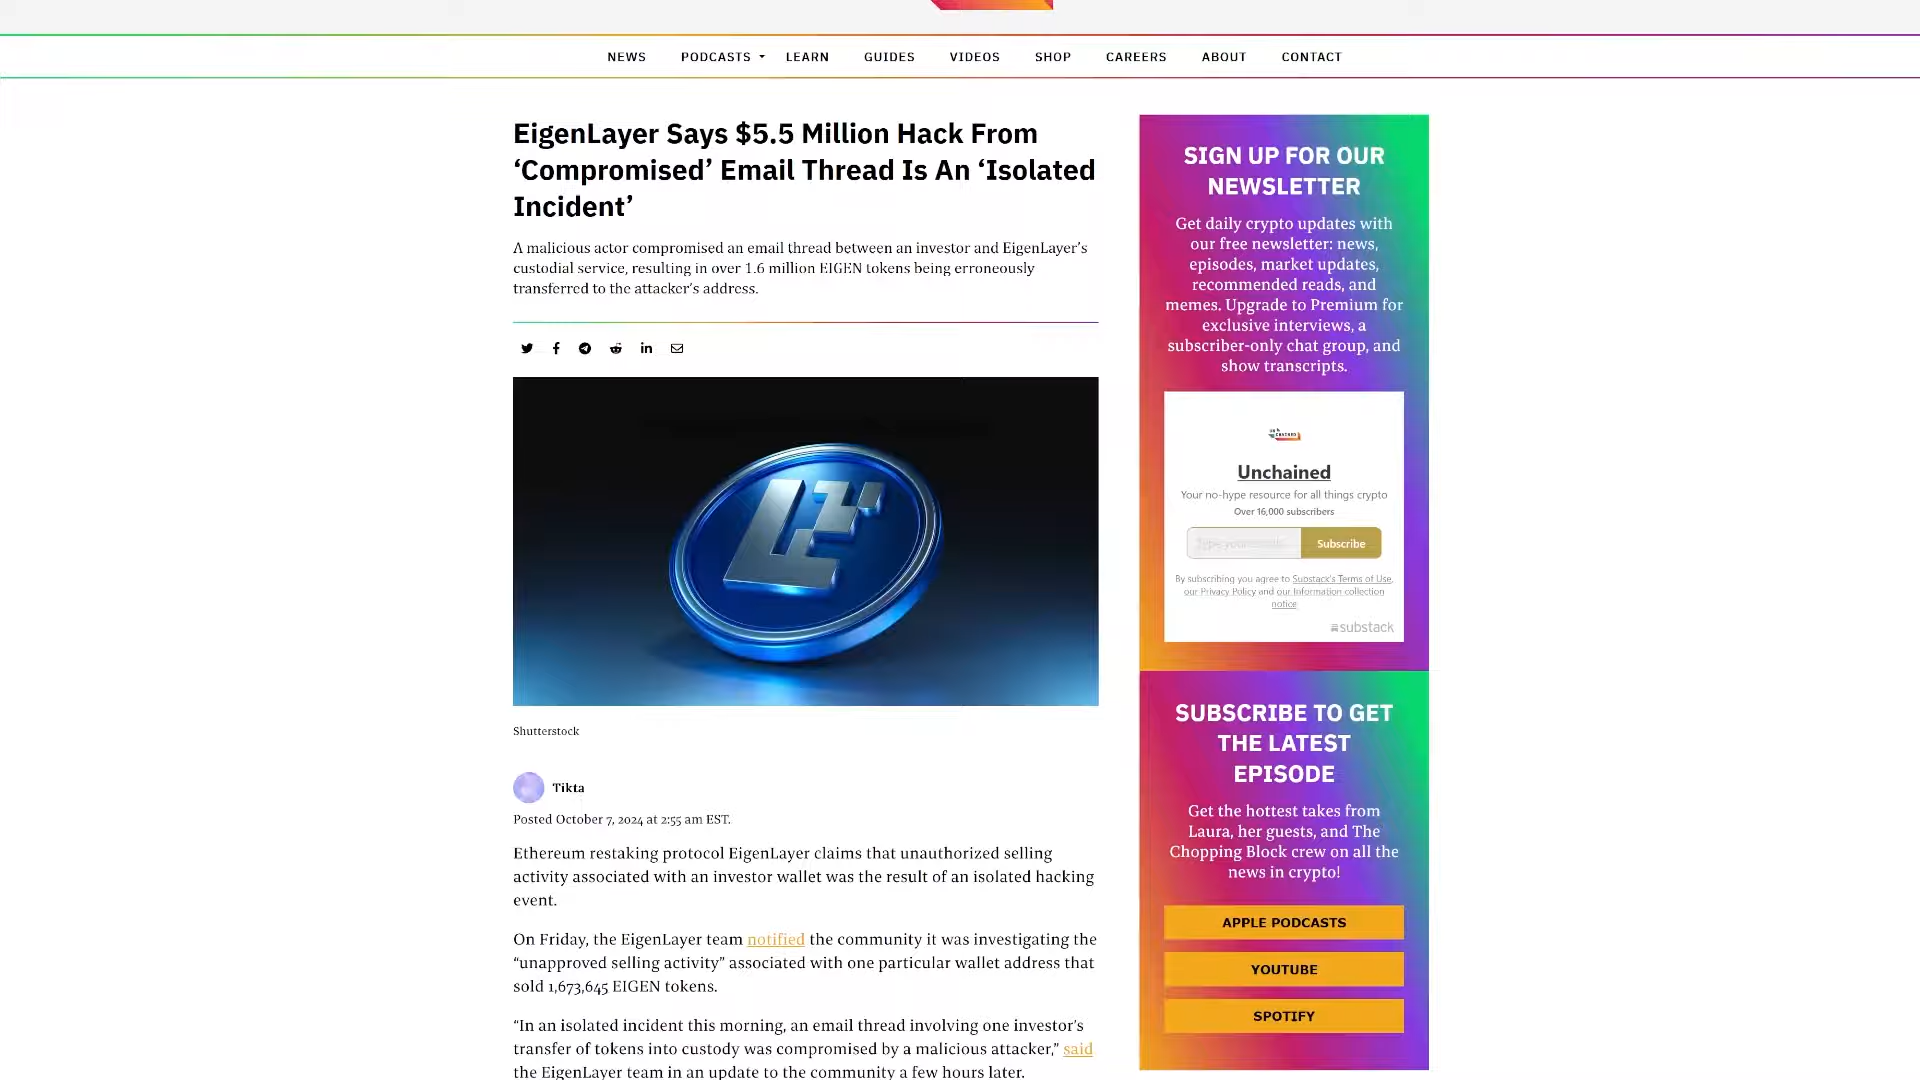 NEWS PODCASTS LEARN GUIDES VIDEOS SHOP CAREERS ABOUT CONTACT
EigenLayer Says $5.5 Million Hack From
‘Compromised’ Email Thread Is An ‘Isolated
Incident’
A malicious actor compromised an email thread between an investor and EigenLayer’s
custodial service, resulting in over 1.6 million EIGEN tokens being erroneously
transferred to the attacker’s address.
Shutterstock
Tikta
Posted October 7, 2024 at 2:55 am EST.
Ethereum restaking protocol EigenLayer claims that unauthorized selling
activity associated with an investor wallet was the result of an isolated hacking
event.
On Friday, the EigenLayer team notified the community it was investigating the
“unapproved selling activity” associated with one particular wallet address that
sold 1,673,645 EIGEN tokens.
“In an isolated incident this morning, an email thread involving one investor’s
transfer of tokens into custody was compromised by a malicious attacker,” said
the EigenLayer team in an update to the community a few hours later.
SIGN UP FOR OUR
NEWSLETTER
Get daily crypto updates with
our free newsletter: news,
episodes, market updates,
recommended reads, and
memes. Upgrade to Premium for
exclusive interviews, a
subscriber-only chat group, and
show transcripts.
Unchained
Your no-hype resource for all things crypto
Over 16,000 subscribers
Subscribe
By subscribing you agree to Substack's Terms of Use,
our Privacy Policy and our Information collection
notice
substack
SUBSCRIBE TO GET
THE LATEST
EPISODE
Get the hottest takes from
Laura, her guests, and The
Chopping Block crew on all the
news in crypto!
APPLE PODCASTS
YOUTUBE
SPOTIFY